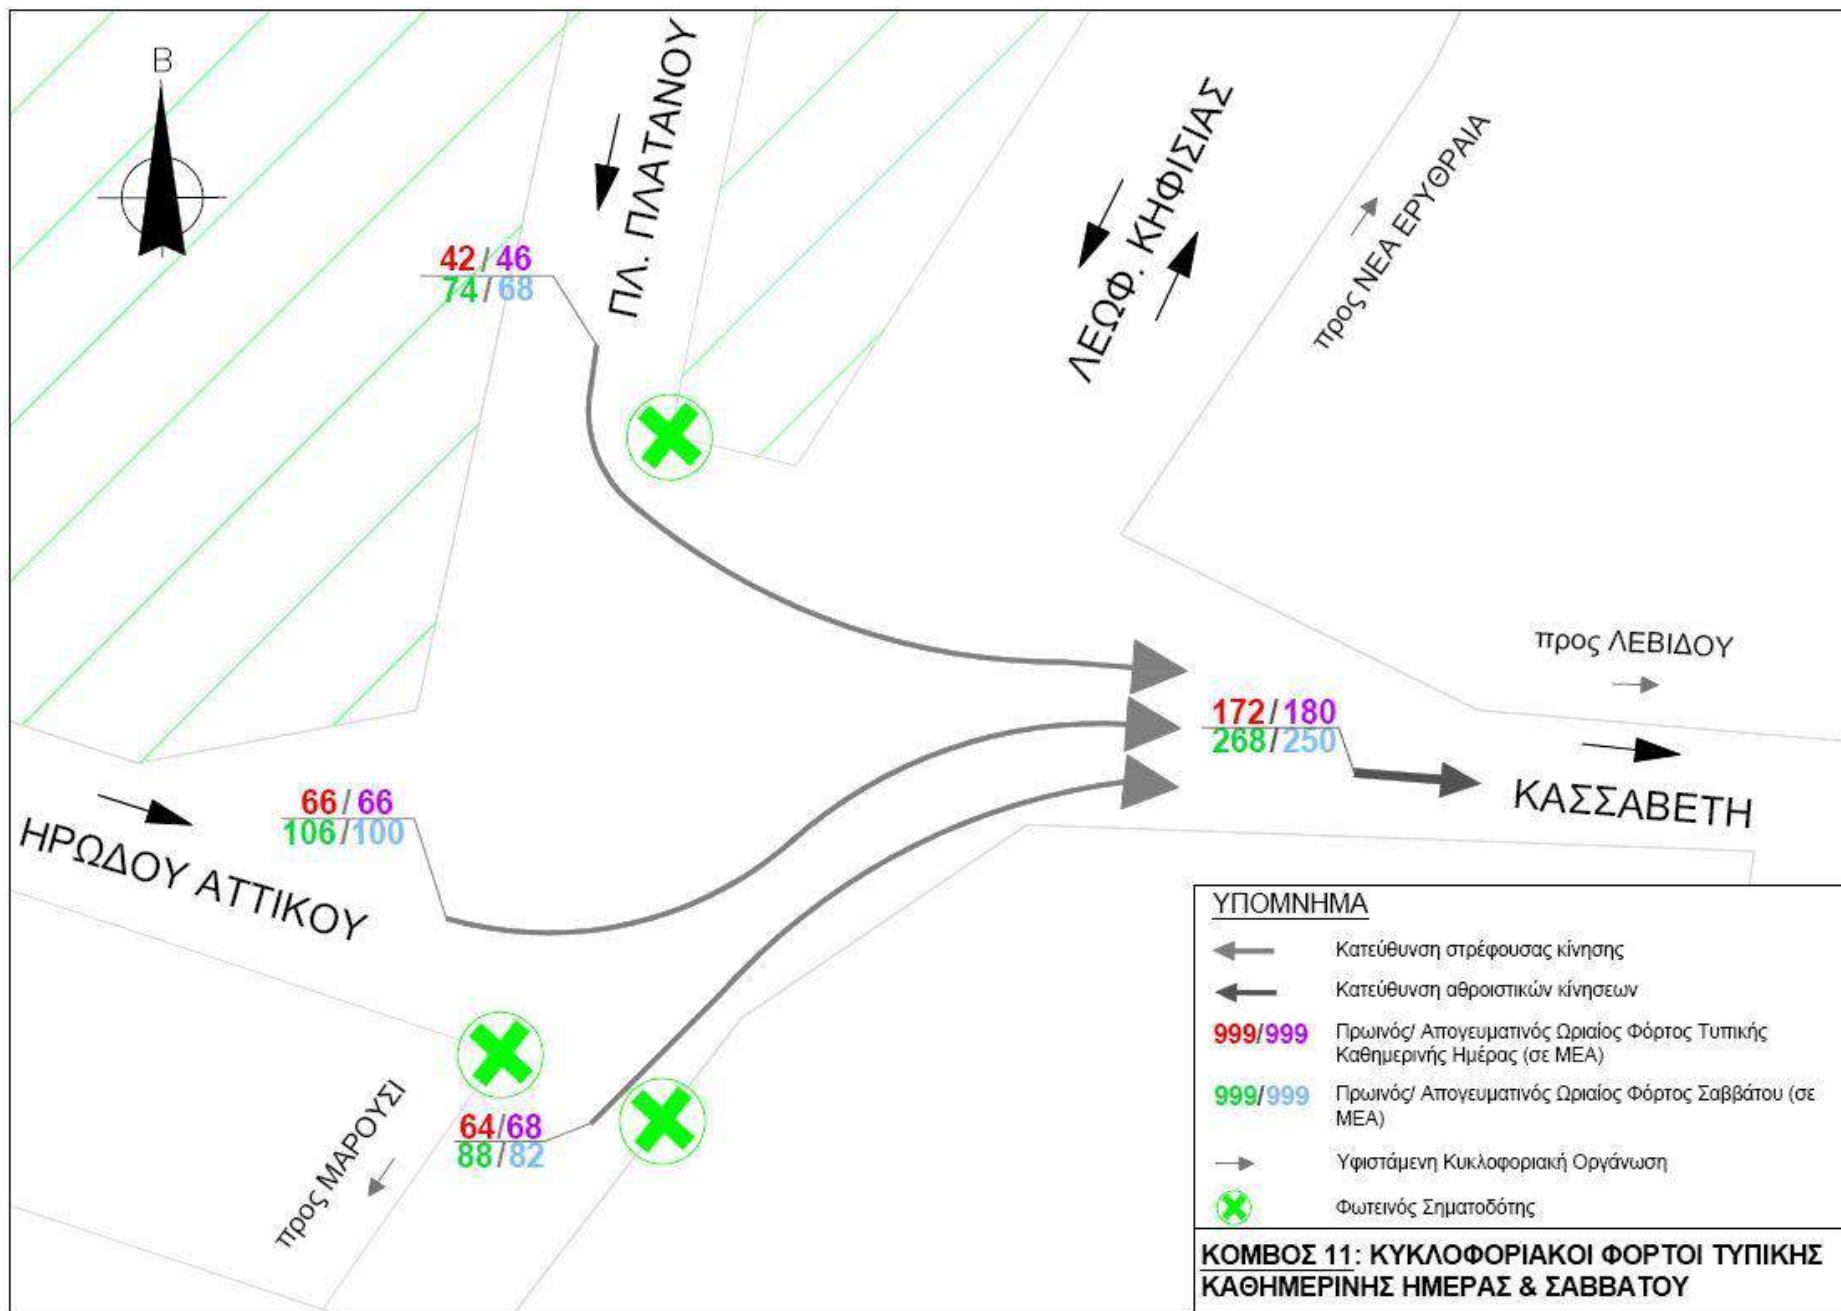 Β
ΠΛ. ΠΛΑΤΑΝΟΥ
ΛΕΩΦ. ΚΗΦΙΣΙΑΣ
προς ΝΕΑ ΕΡΥΘΡΑΙΑ
42/46
74/68
προς ΛΕΒΙΔΟΥ
172/180
268/250
ΚΑΣΣΑΒΕΤΗ
66/66
106/100
ΗΡΩΔΟΥ ΑΤΤΙΚΟΥ
64/68
88/82
προς ΜΑΡΟΥΣΙ
ΥΠΟΜΝΗΜΑ
Κατεύθυνση στρέφουσας κίνησης
Κατεύθυνση αθροιστικών κίνησεων
999/999 Πρωινός/ Απογευματινός Ωριαίος Φόρτος Τυπικής
Καθημερινής Ημέρας (σε ΜΕΑ)
999/999 Πρωινός/ Απογευματινός Ωριαίος Φόρτος Σαββάτου (σε
ΜΕΑ)
Υφιστάμενη Κυκλοφοριακή Οργάνωση
Φωτεινός Σηματοδότης
ΚΟΜΒΟΣ 11: ΚΥΚΛΟΦΟΡΙΑΚΟΙ ΦΟΡΤΟΙ ΤΥΠΙΚΗΣ
ΚΑΘΗΜΕΡΙΝΗΣ ΗΜΕΡΑΣ & ΣΑΒΒΑΤΟΥ